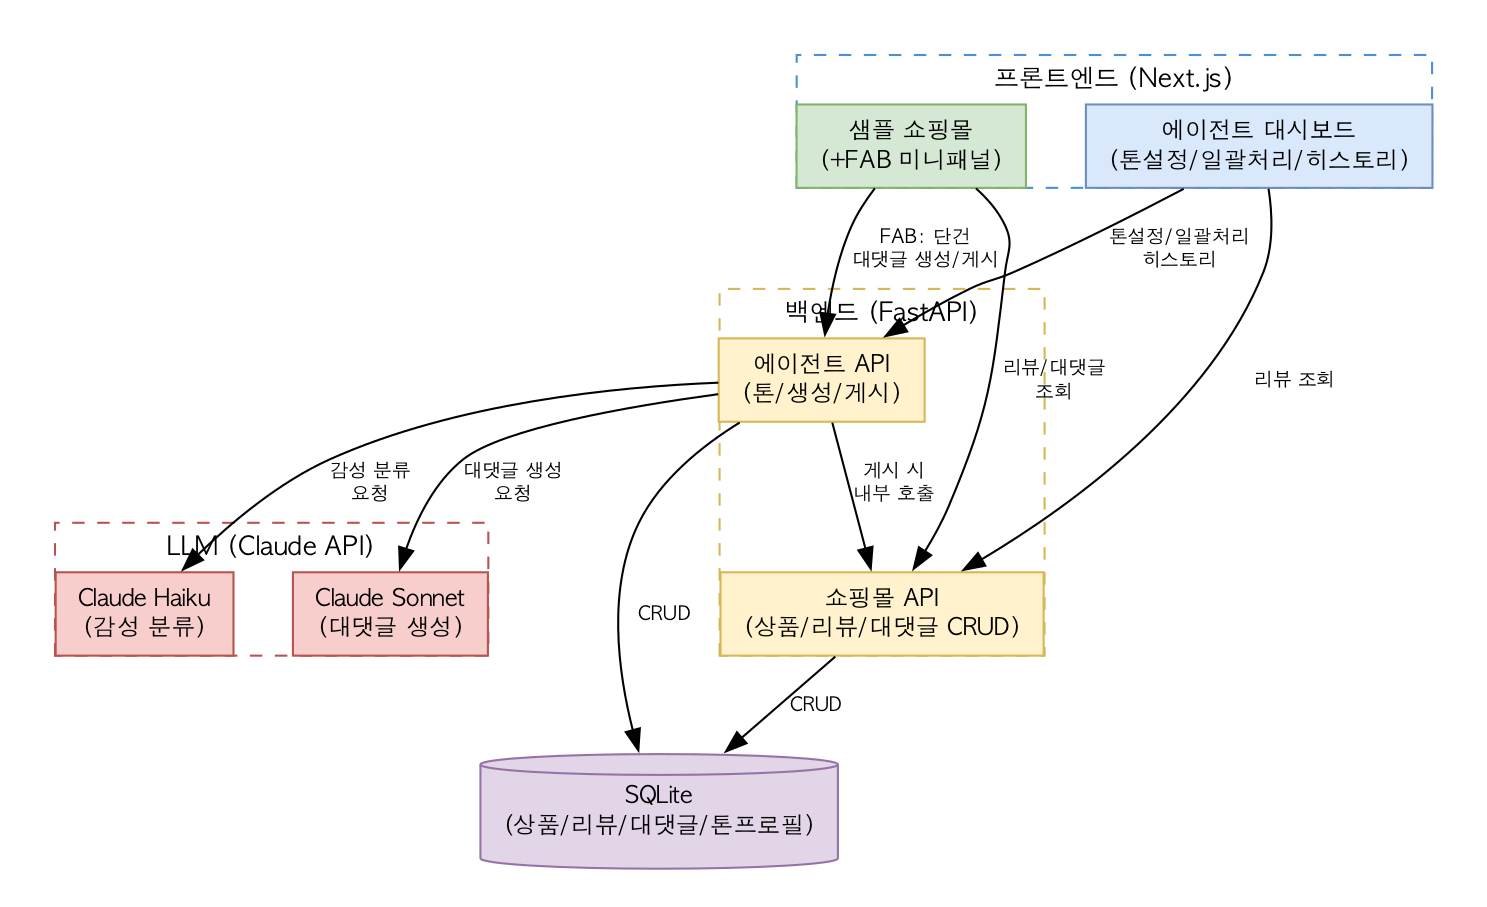 프론트엔드 (Next.js)
샘플 쇼핑몰
(+FAB 미니패널)
에이전트 대시보드
(톤설정/일괄처리/히스토리)
FAB: 단건
대댓글 생성/게시
톤설정/일괄처리
히스토리
백엔드 (FastAPI)
에이전트 API
(톤/생성/게시)
리뷰/대댓글
조회
리뷰 조회
감성 분류
요청
대댓글 생성
요청
게시 시
내부 호출
LLM (Claude API)
Claude Haiku
(감성 분류)
Claude Sonnet
(대댓글 생성)
CRUD
쇼핑몰 API
(상품/리뷰/대댓글 CRUD)
CRUD
SQLite
(상품/리뷰/대댓글/톤프로필)